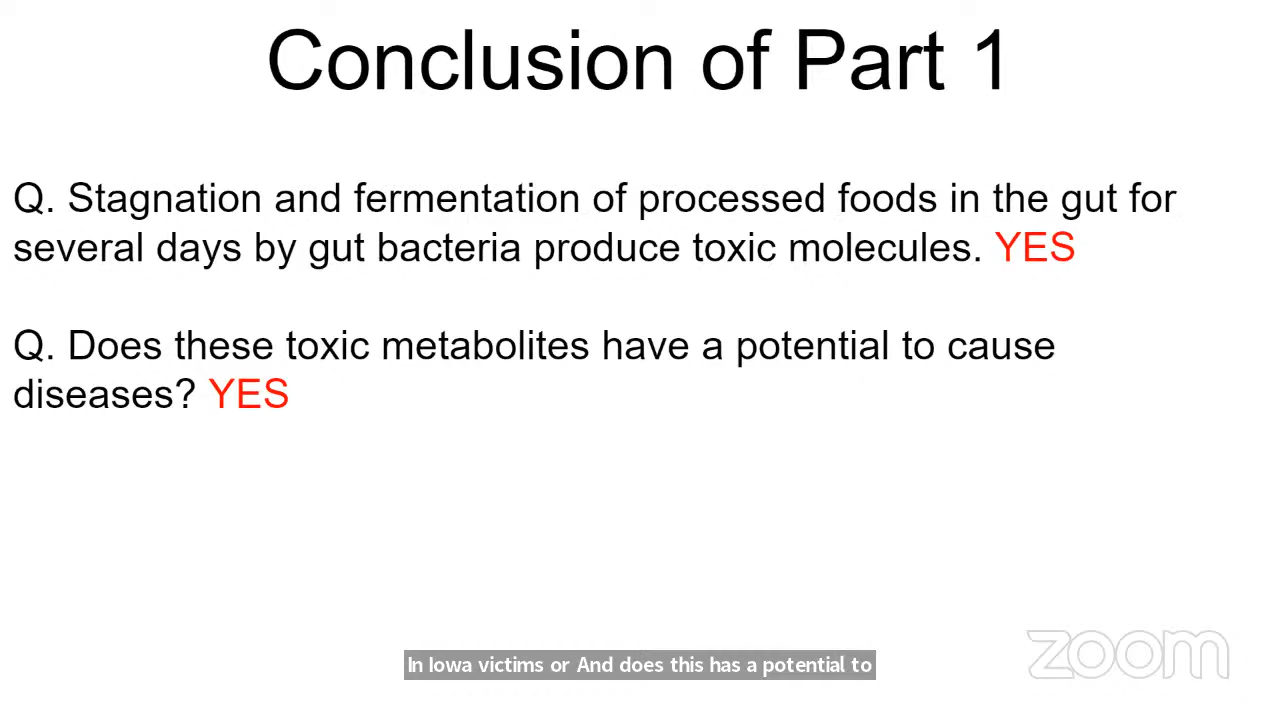 Conclusion of Part 1
Q. Stagnation and fermentation of processed foods in the gut for
several days by gut bacteria produce toxic molecules. YES
Q. Does these toxic metabolites have a potential to cause
diseases? YES
In Iowa victims or And does this has a potential to
zoom